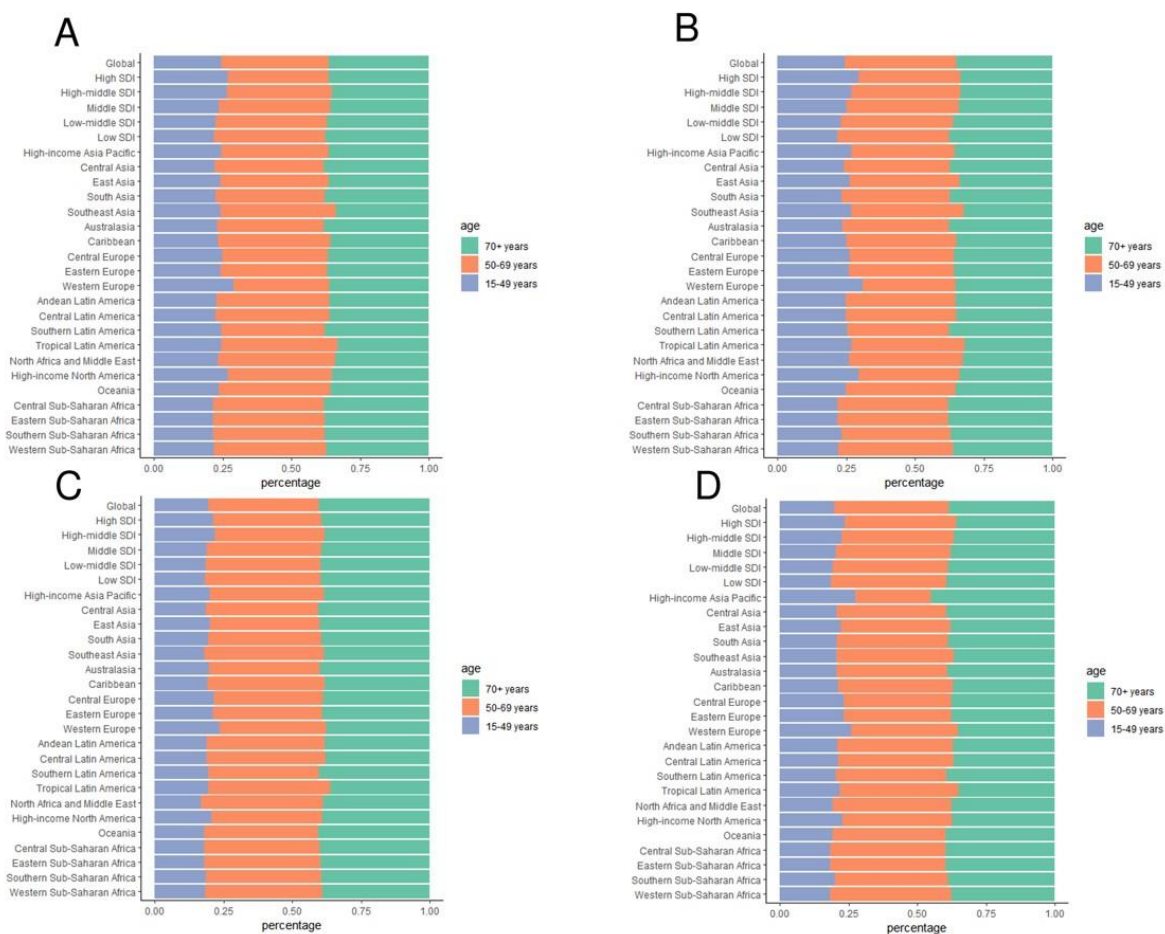 A
Global
High SDI
High-middle SDI
Middle SDI
Low-middle SDI
Low SDI
High-income Asia Pacific
Central Asia
East Asia
South Asia
Southeast Asia
Australasia
Caribbean
Central Europe
Eastern Europe
Western Europe
Andean Latin America
Central Latin America
Southern Latin America
Tropical Latin America
North Africa and Middle East
High-income North America
Oceania
Central Sub-Saharan Africa
Eastern Sub-Saharan Africa
Southern Sub-Saharan Africa
Western Sub-Saharan Africa
0.00 0.25 0.50 0.75 1.00
percentage
age
70+ years
50-69 years
15-49 years
B
Global
High SDI
High-middle SDI
Middle SDI
Low-middle SDI
Low SDI
High-income Asia Pacific
Central Asia
East Asia
South Asia
Southeast Asia
Australasia
Caribbean
Central Europe
Eastern Europe
Western Europe
Andean Latin America
Central Latin America
Southern Latin America
Tropical Latin America
North Africa and Middle East
High-income North America
Oceania
Central Sub-Saharan Africa
Eastern Sub-Saharan Africa
Southern Sub-Saharan Africa
Western Sub-Saharan Africa
0.00 0.25 0.50 0.75 1.00
percentage
age
70+ years
50-69 years
15-49 years
C
Global
High SDI
High-middle SDI
Middle SDI
Low-middle SDI
Low SDI
High-income Asia Pacific
Central Asia
East Asia
South Asia
Southeast Asia
Australasia
Caribbean
Central Europe
Eastern Europe
Western Europe
Andean Latin America
Central Latin America
Southern Latin America
Tropical Latin America
North Africa and Middle East
High-income North America
Oceania
Central Sub-Saharan Africa
Eastern Sub-Saharan Africa
Southern Sub-Saharan Africa
Western Sub-Saharan Africa
0.00 0.25 0.50 0.75 1.00
percentage
age
70+ years
50-69 years
15-49 years
D
Global
High SDI
High-middle SDI
Middle SDI
Low-middle SDI
Low SDI
High-income Asia Pacific
Central Asia
East Asia
South Asia
Southeast Asia
Australasia
Caribbean
Central Europe
Eastern Europe
Western Europe
Andean Latin America
Central Latin America
Southern Latin America
Tropical Latin America
North Africa and Middle East
High-income North America
Oceania
Central Sub-Saharan Africa
Eastern Sub-Saharan Africa
Southern Sub-Saharan Africa
Western Sub-Saharan Africa
0.00 0.25 0.50 0.75 1.00
percentage
age
70+ years
50-69 years
15-49 years